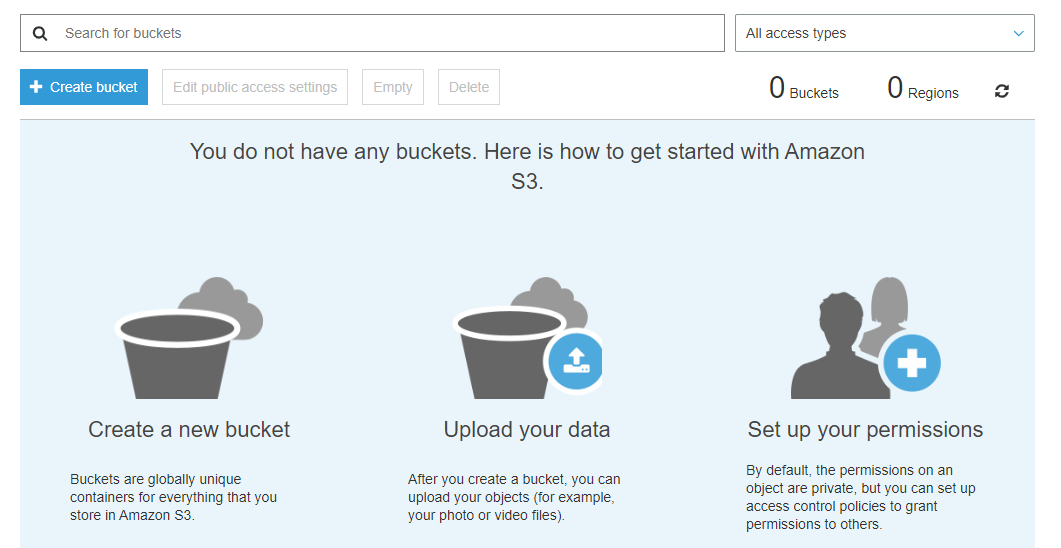 Search for buckets
All access types
Create bucket
Edit public access settings
Empty
Delete
0 Buckets
0 Regions
You do not have any buckets. Here is how to get started with Amazon
S3.
Create a new bucket
Buckets are globally unique
containers for everything that you
store in Amazon S3.
Upload your data
After you create a bucket, you can
upload your objects (for example,
your photo or video files).
Set up your permissions
By default, the permissions on an
object are private, but you can set up
access control policies to grant
permissions to others.